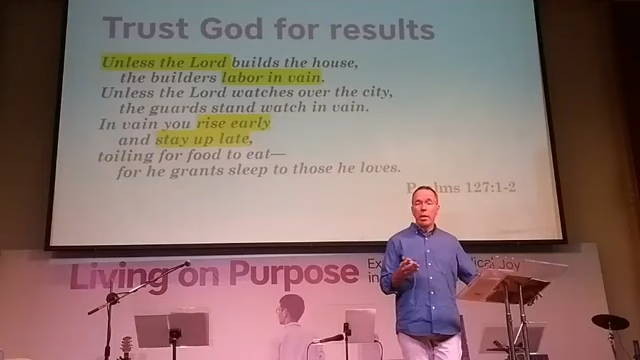 Trust God for results
Unless the Lord builds the house,
the builders labor in vain.
Unless the Lord watches over the city,
the guards stand watch in vain.
In vain you rise early
and stay up late,
toiling for food to eat—
for he grants sleep to those he loves.
127:1-2
Living on Purpose
Joy
in